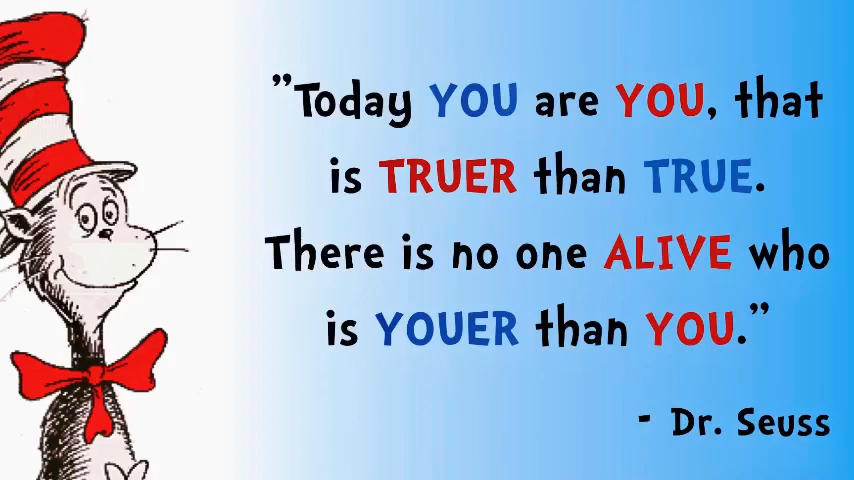 "Today YOU are YOU, that
is TRUER than TRUE.
There is no one ALIVE who
is YOUER than YOU."
- Dr. Seuss